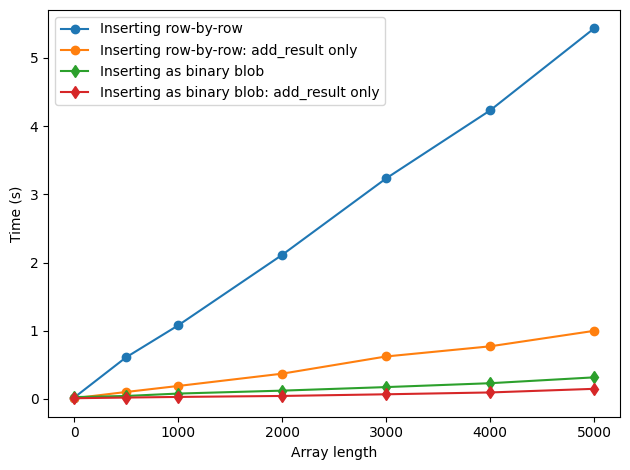 Inserting row-by-row
Inserting row-by-row: add_result only
Inserting as binary blob
Inserting as binary blob: add_result only
Time (s)
5
4
3
2
1
0
0 1000 2000 3000 4000 5000
Array length